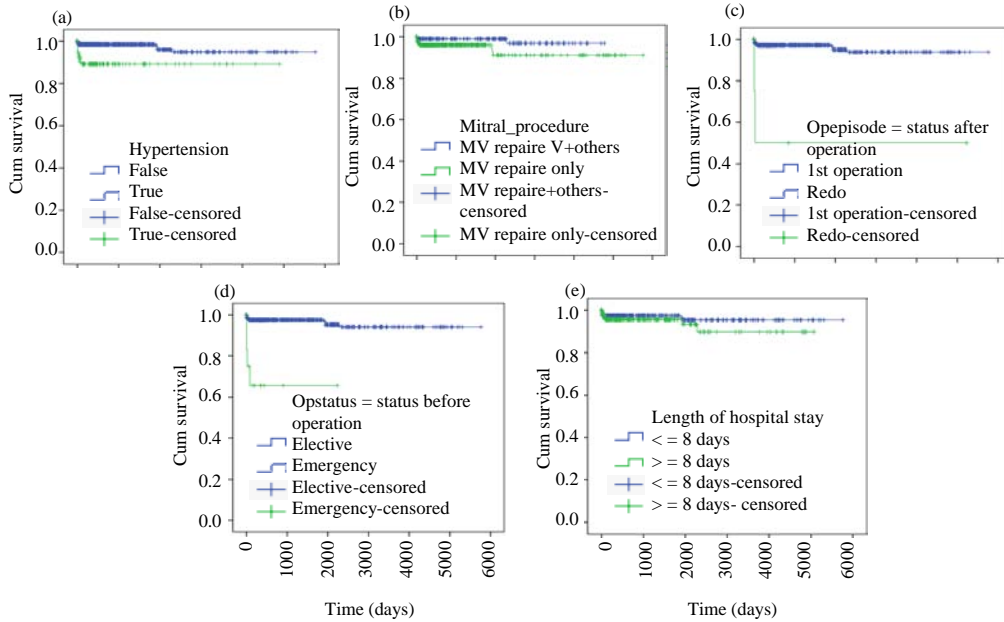 (a)
Cum survival
1.0
0.8
0.6
0.4
0.2
0.0
Hypertension
False
True
False-censored
True-censored
(b)
Cum survival
1.0
0.8
0.6
0.4
0.2
0.0
Mitral_procedure
MV repaire V+others
MV repaire only
MV repaire+others-
censored
MV repaire only-censored
(c)
Cum survival
1.0
0.8
0.6
0.4
0.2
0.0
Opepisode = status after
operation
1st operation
Redo
1st operation-censored
Redo-censored
(d)
Cum survival
1.0
0.8
0.6
0.4
0.2
0.0
Opstatus = status before
operation
Elective
Emergency
Elective-censored
Emergency-censored
0
1000
2000
3000
4000
5000
6000
Time (days)
(e)
Cum survival
1.0
0.8
0.6
0.4
0.2
0.0
Length of hospital stay
< = 8 days
> = 8 days
< = 8 days-censored
> = 8 days- censored
0
1000
2000
3000
4000
5000
6000
Time (days)